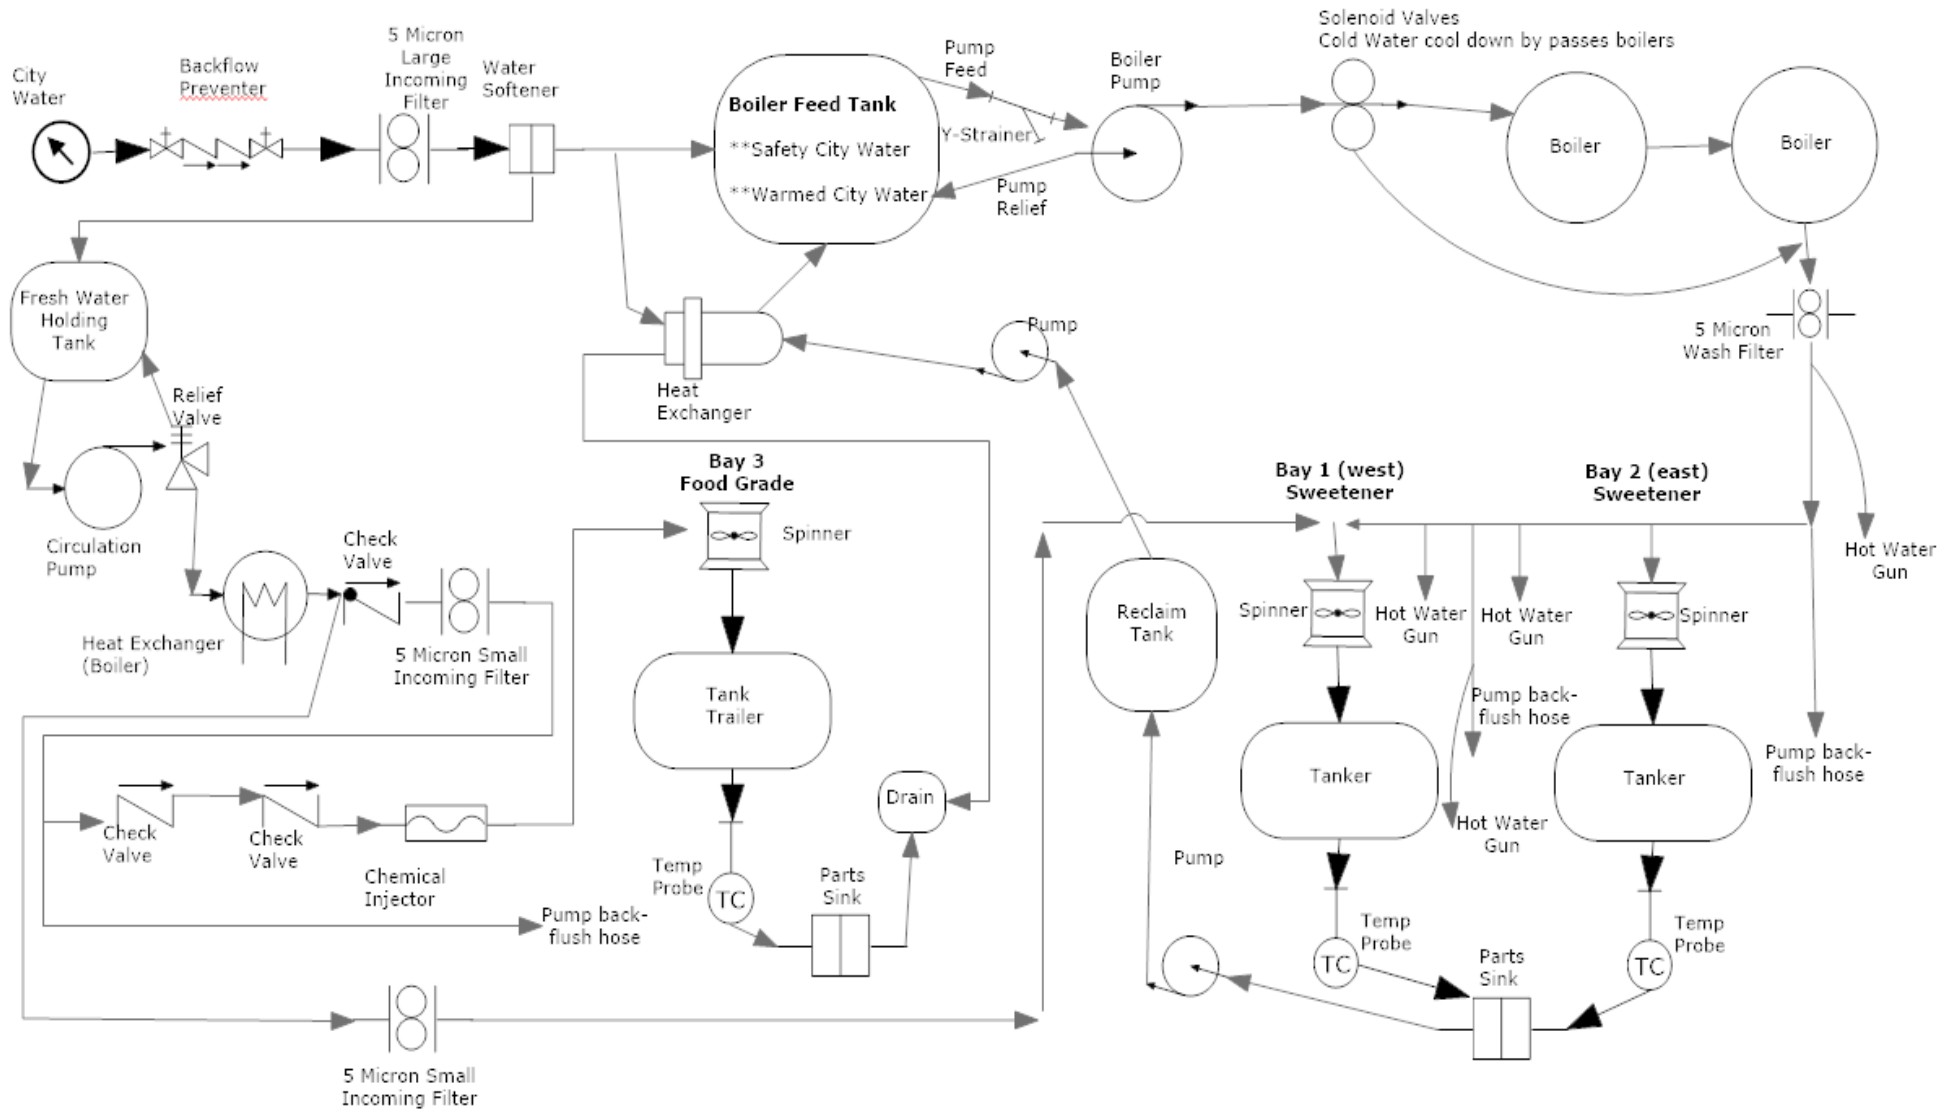 City
Water
Backflow
Preventer
5 Micron
Large
Incoming
Filter
Water
Softener
Boiler Feed Tank
**Safety City Water
**Warmed City Water
Pump
Feed
Y-Strainer
Pump
Relief
Boiler
Pump
Solenoid Valves
Cold Water cool down by passes boilers
Boiler
Boiler
5 Micron
Wash Filter
Fresh Water
Holding
Tank
Relief
Valve
Circulation
Pump
Heat Exchanger
(Boiler)
Check
Valve
5 Micron Small
Incoming Filter
Heat
Exchanger
Pump
Bay 3
Food Grade
Spinner
Tank
Trailer
Temp
Probe
TC
Parts
Sink
Drain
Check
Valve
Check
Valve
Chemical
Injector
Pump back-
flush hose
5 Micron Small
Incoming Filter
Reclaim
Tank
Pump
Bay 1 (west)
Sweetener
Bay 2 (east)
Sweetener
Spinner
Hot Water
Gun
Hot Water
Gun
Spinner
Hot Water
Gun
Pump back-
flush hose
Pump back-
flush hose
Tanker
Tanker
Hot Water
Gun
Temp
Probe
TC
Temp
Probe
TC
Parts
Sink